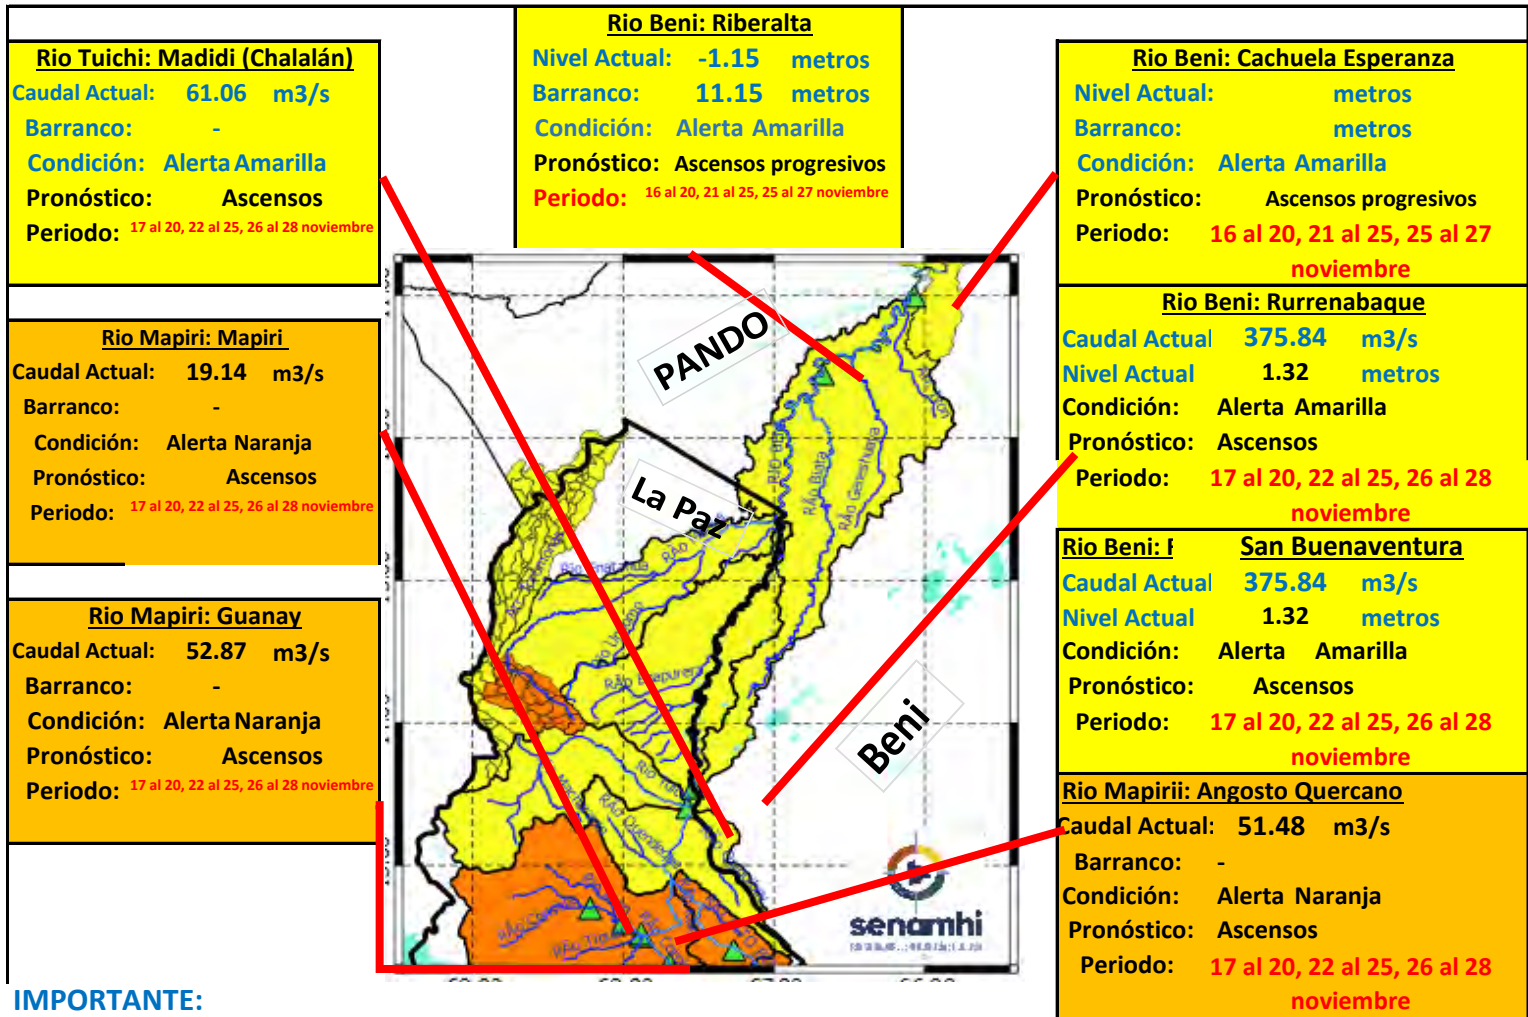 Rio Tuichi: Madidi (Chalalán)
Caudal Actual: 61.06 m3/s
Barranco: -
Condición: Alerta Amarilla
Pronóstico: Ascensos
Periodo: 17 al 20, 22 al 25, 26 al 28 noviembre
Rio Mapiri: Mapiri
Caudal Actual: 19.14 m3/s
Barranco: -
Condición: Alerta Naranja
Pronóstico: Ascensos
Periodo: 17 al 20, 22 al 25, 26 al 28 noviembre
Rio Mapiri: Guanay
Caudal Actual: 52.87 m3/s
Barranco: -
Condición: Alerta Naranja
Pronóstico: Ascensos
Periodo: 17 al 20, 22 al 25, 26 al 28 noviembre
Rio Beni: Riberalta
Nivel Actual: -1.15 metros
Barranco: 11.15 metros
Condición: Alerta Amarilla
Pronóstico: Ascensos progresivos
Periodo: 16 al 20, 21 al 25, 25 al 27 noviembre
PANDO
La Paz
Beni
RÃo Biata
RÃo Geneshuaya
senamhi
Rio Beni: Cachuela Esperanza
Nivel Actual: metros
Barranco: metros
Condición: Alerta Amarilla
Pronóstico: Ascensos progresivos
Periodo: 16 al 20, 21 al 25, 25 al 27
noviembre
Rio Beni: Rurrenabaque
Caudal Actual 375.84 m3/s
Nivel Actual 1.32 metros
Condición: Alerta Amarilla
Pronóstico: Ascensos
Periodo: 17 al 20, 22 al 25, 26 al 28
noviembre
Rio Beni: San Buenaventura
Caudal Actual 375.84 m3/s
Nivel Actual 1.32 metros
Condición: Alerta Amarilla
Pronóstico: Ascensos
Periodo: 17 al 20, 22 al 25, 26 al 28
noviembre
Rio Mapirii: Angosto Quercano
Caudal Actual: 51.48 m3/s
Barranco: -
Condición: Alerta Naranja
Pronóstico: Ascensos
Periodo: 17 al 20, 22 al 25, 26 al 28
noviembre
IMPORTANTE: